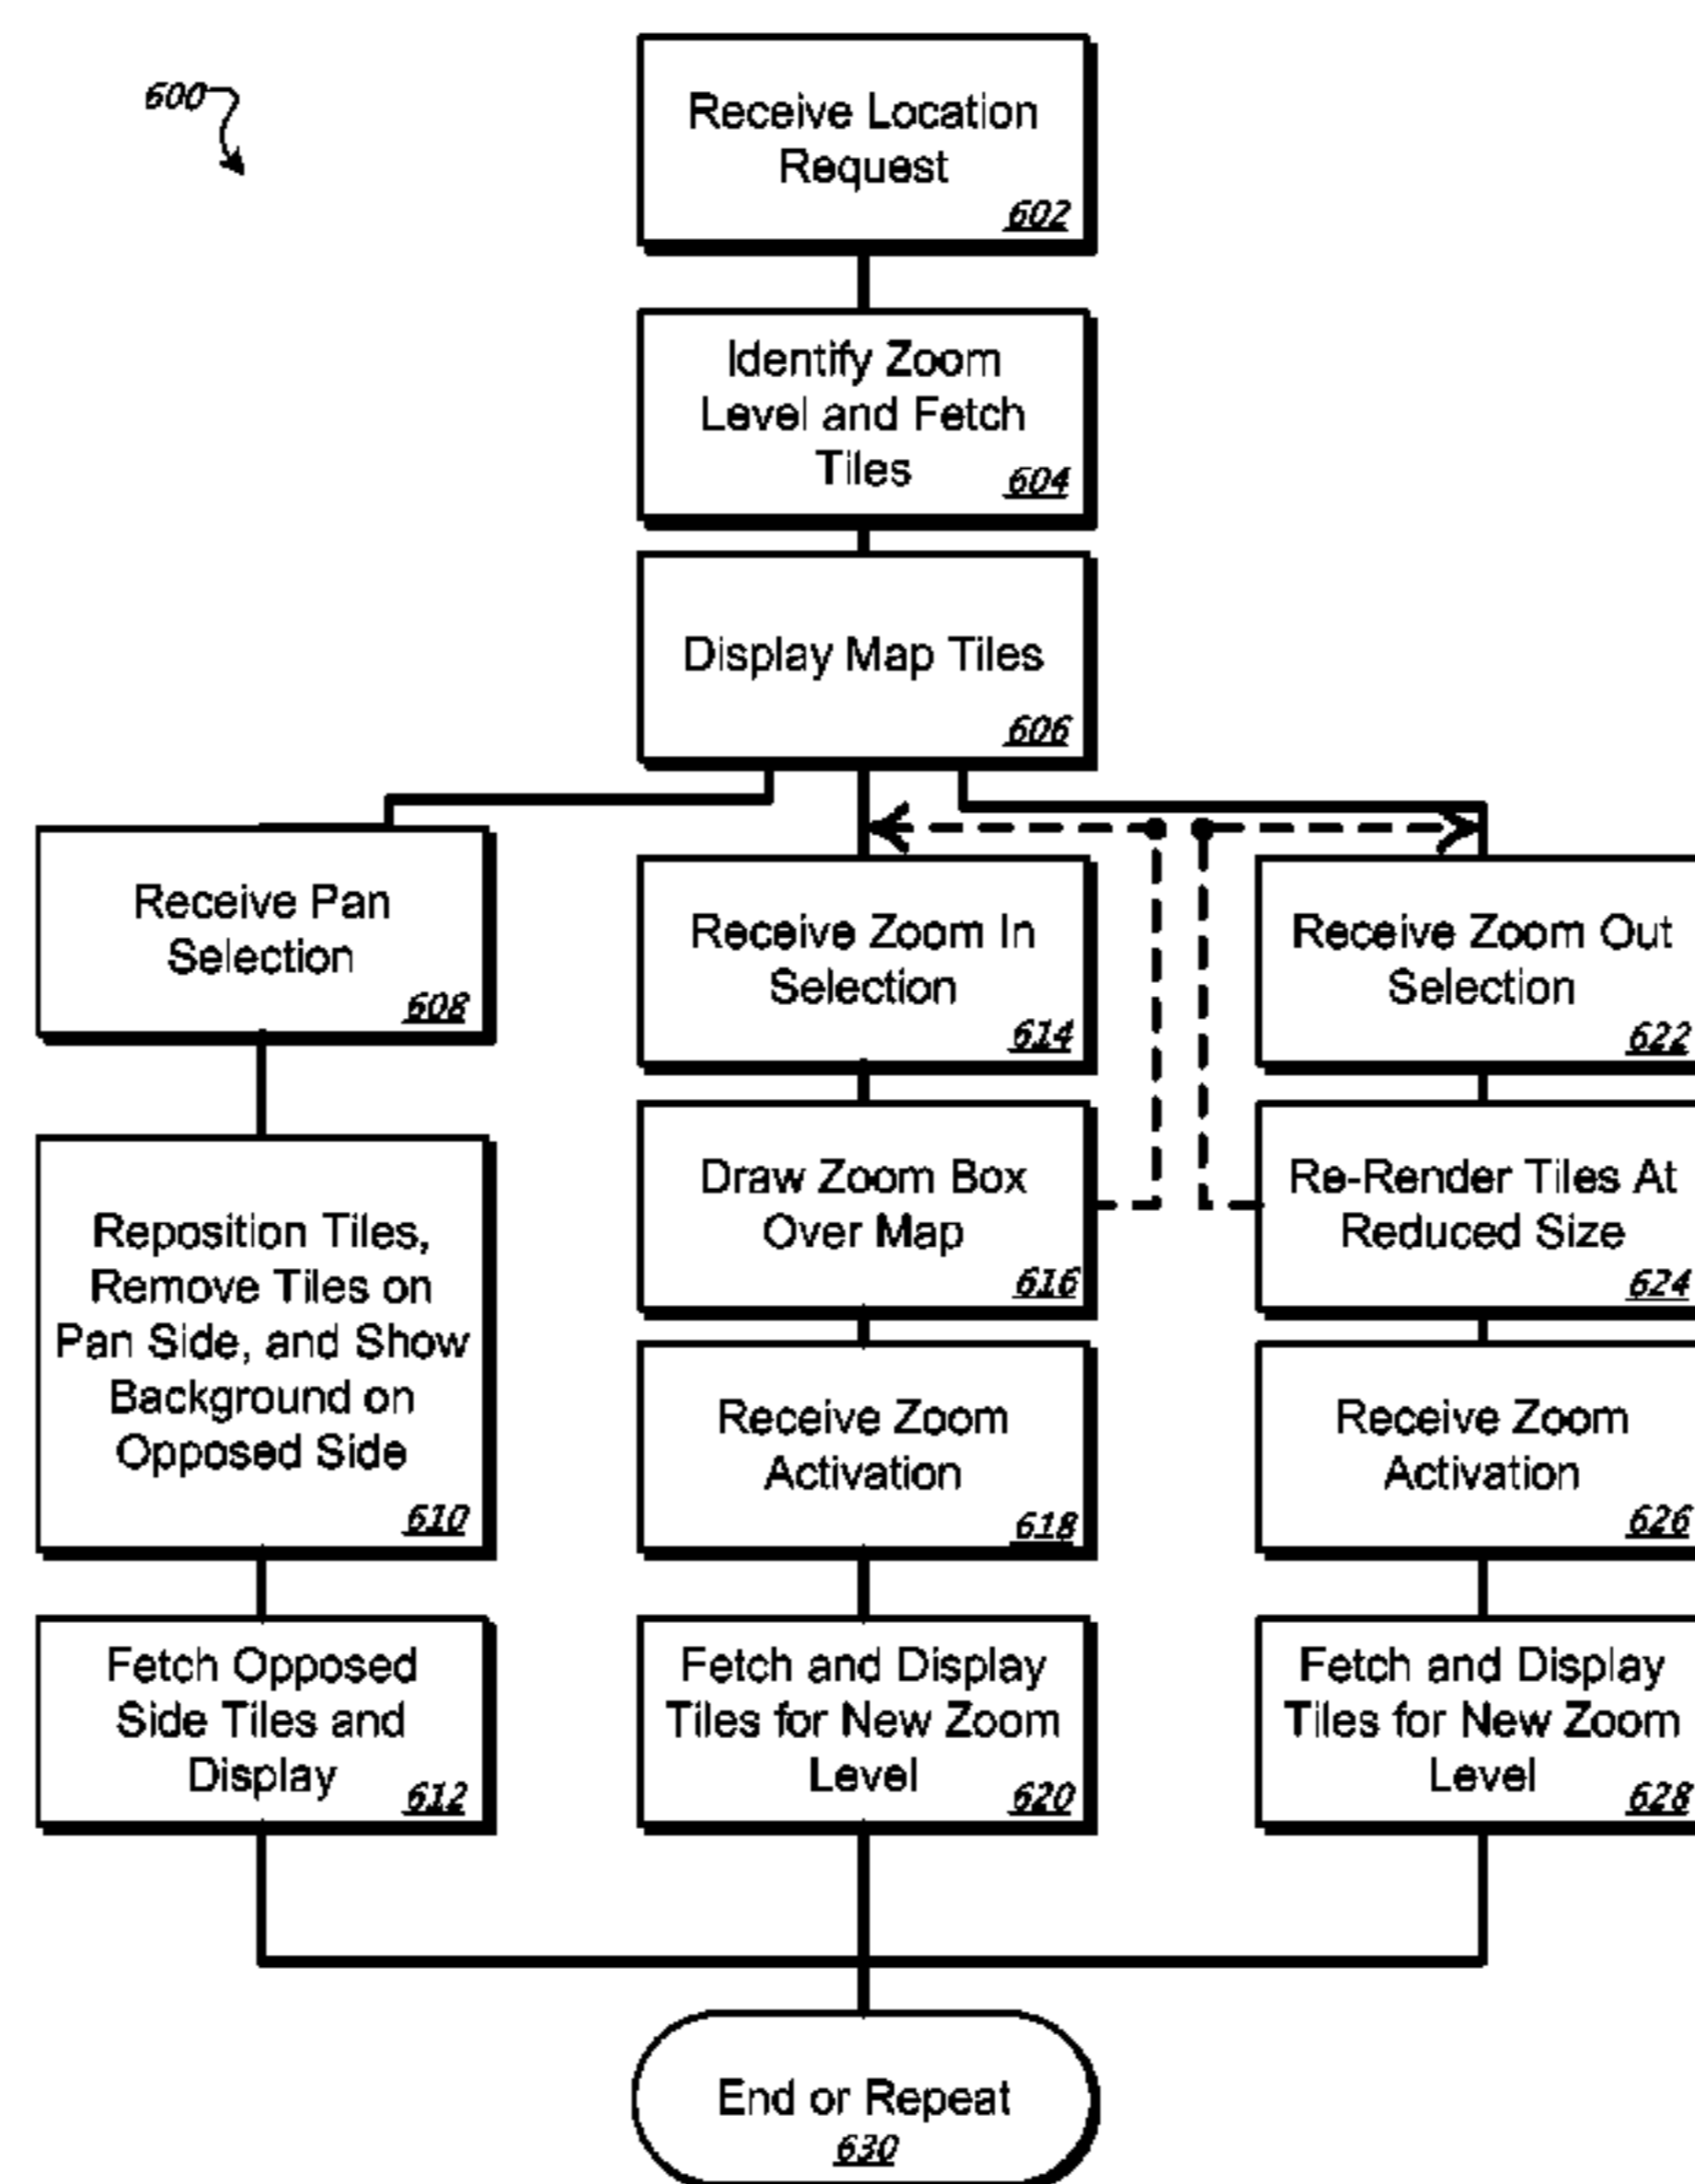 600
Receive Location
Request
602
Identify Zoom
Level and Fetch
Tiles
604
Display Map Tiles
606
Receive Pan
Selection
608
Reposition Tiles,
Remove Tiles on
Pan Side, and Show
Background on
Opposed Side
610
Fetch Opposed
Side Tiles and
Display
612
Receive Zoom In
Selection
614
Draw Zoom Box
Over Map
616
Receive Zoom
Activation
618
Fetch and Display
Tiles for New Zoom
Level
620
Receive Zoom Out
Selection
622
Re-Render Tiles At
Reduced Size
624
Receive Zoom
Activation
626
Fetch and Display
Tiles for New Zoom
Level
628
End or Repeat
630